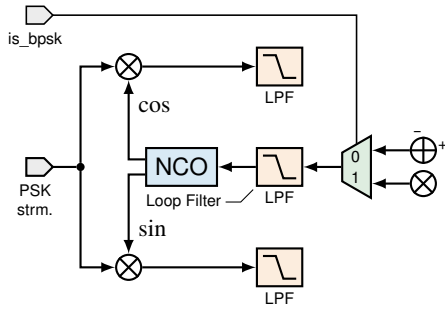 is_bpsk
LPF
cos
− +
PSK
strm.
NCO
Loop Filter
LPF
0
1
sin
LPF